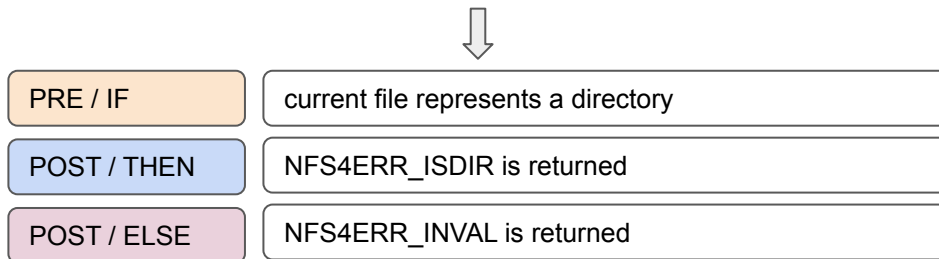 PRE / IF current file represents a directory
POST / THEN NFS4ERR_ISDIR is returned
POST / ELSE NFS4ERR_INVAL is returned